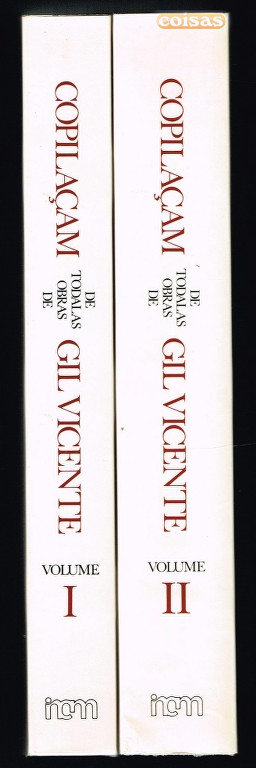 coisas
COPILAÇAM
DE
TODALAS
OBRAS
DE
GIL VICENTE
VOLUME
I
incm
COPILAÇAM
DE
TODALAS
OBRAS
DE
GIL VICENTE
VOLUME
II
incm